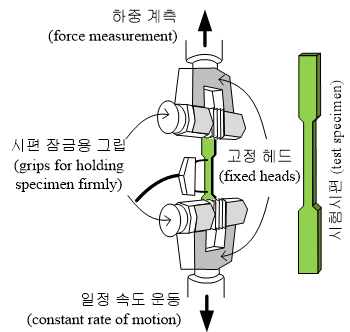 하중 계측
(force measurement)
시편 잠금용 그립
(grips for holding
specimen firmly)
고정 헤드
(fixed heads)
시험시편 (test specimen)
일정 속도 운동
(constant rate of motion)